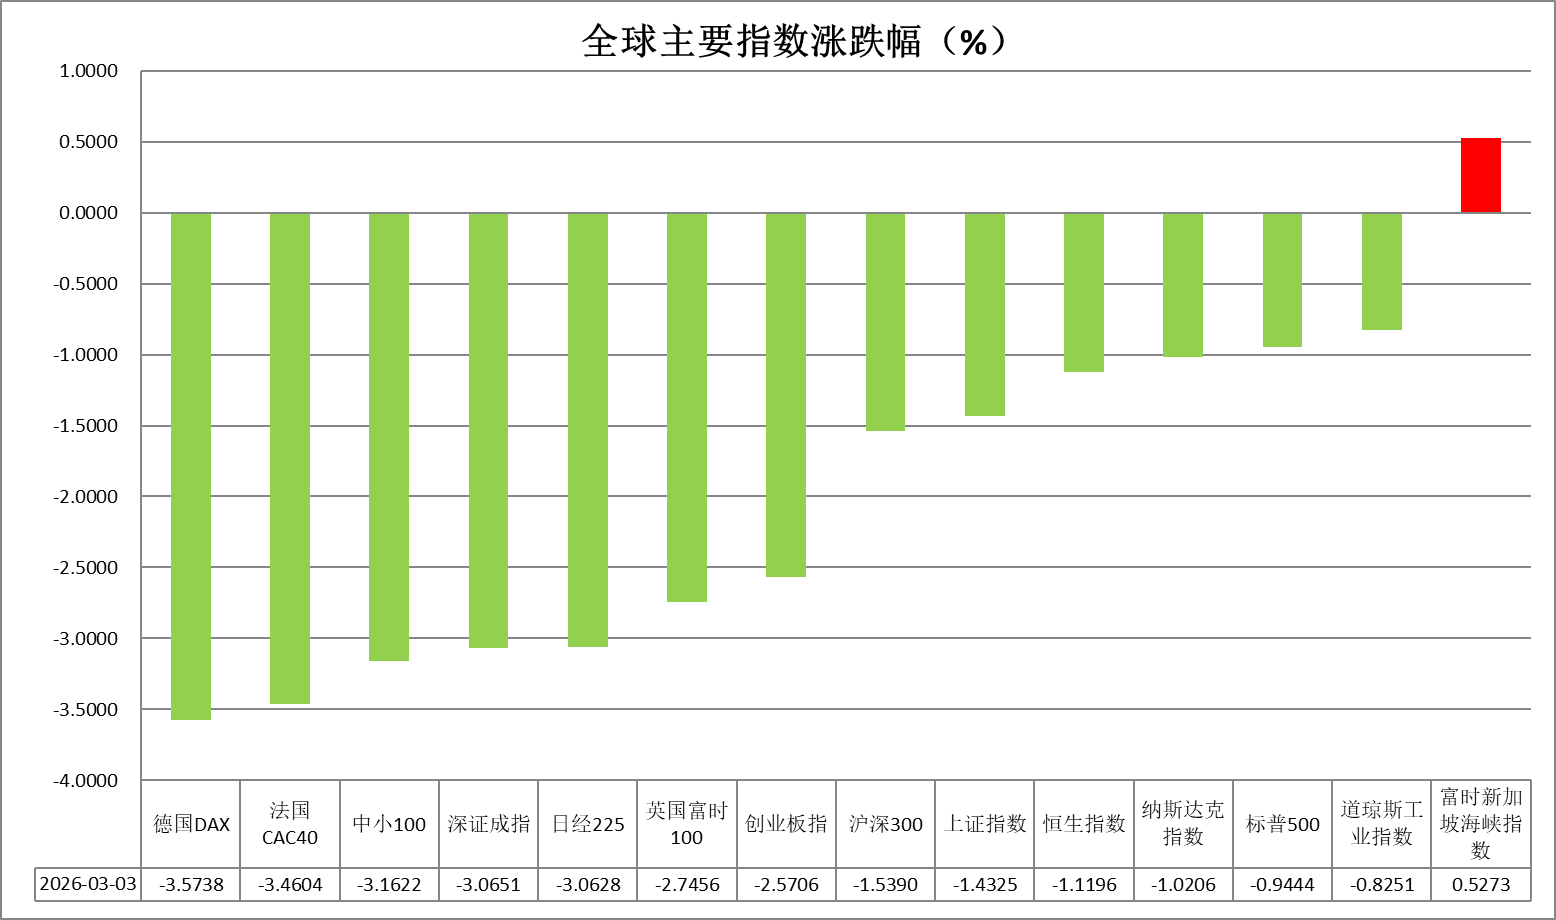 全球主要指数涨跌幅（%）
1.0000
0.5000
0.0000
-0.5000
-1.0000
-1.5000
-2.0000
-2.5000
-3.0000
-3.5000
-4.0000
德国DAX
法国
CAC40
中小100
深证成指
日经225
英国富时
100
创业板指
沪深300
上证指数
恒生指数
纳斯达克
指数
标普500
道琼斯工
业指数
富时新加
坡海峡指
数
2026-03-03 -3.5738 -3.4604 -3.1622 -3.0651 -3.0628 -2.7456 -2.5706 -1.5390 -1.4325 -1.1196 -1.0206 -0.9444 -0.8251 0.5273